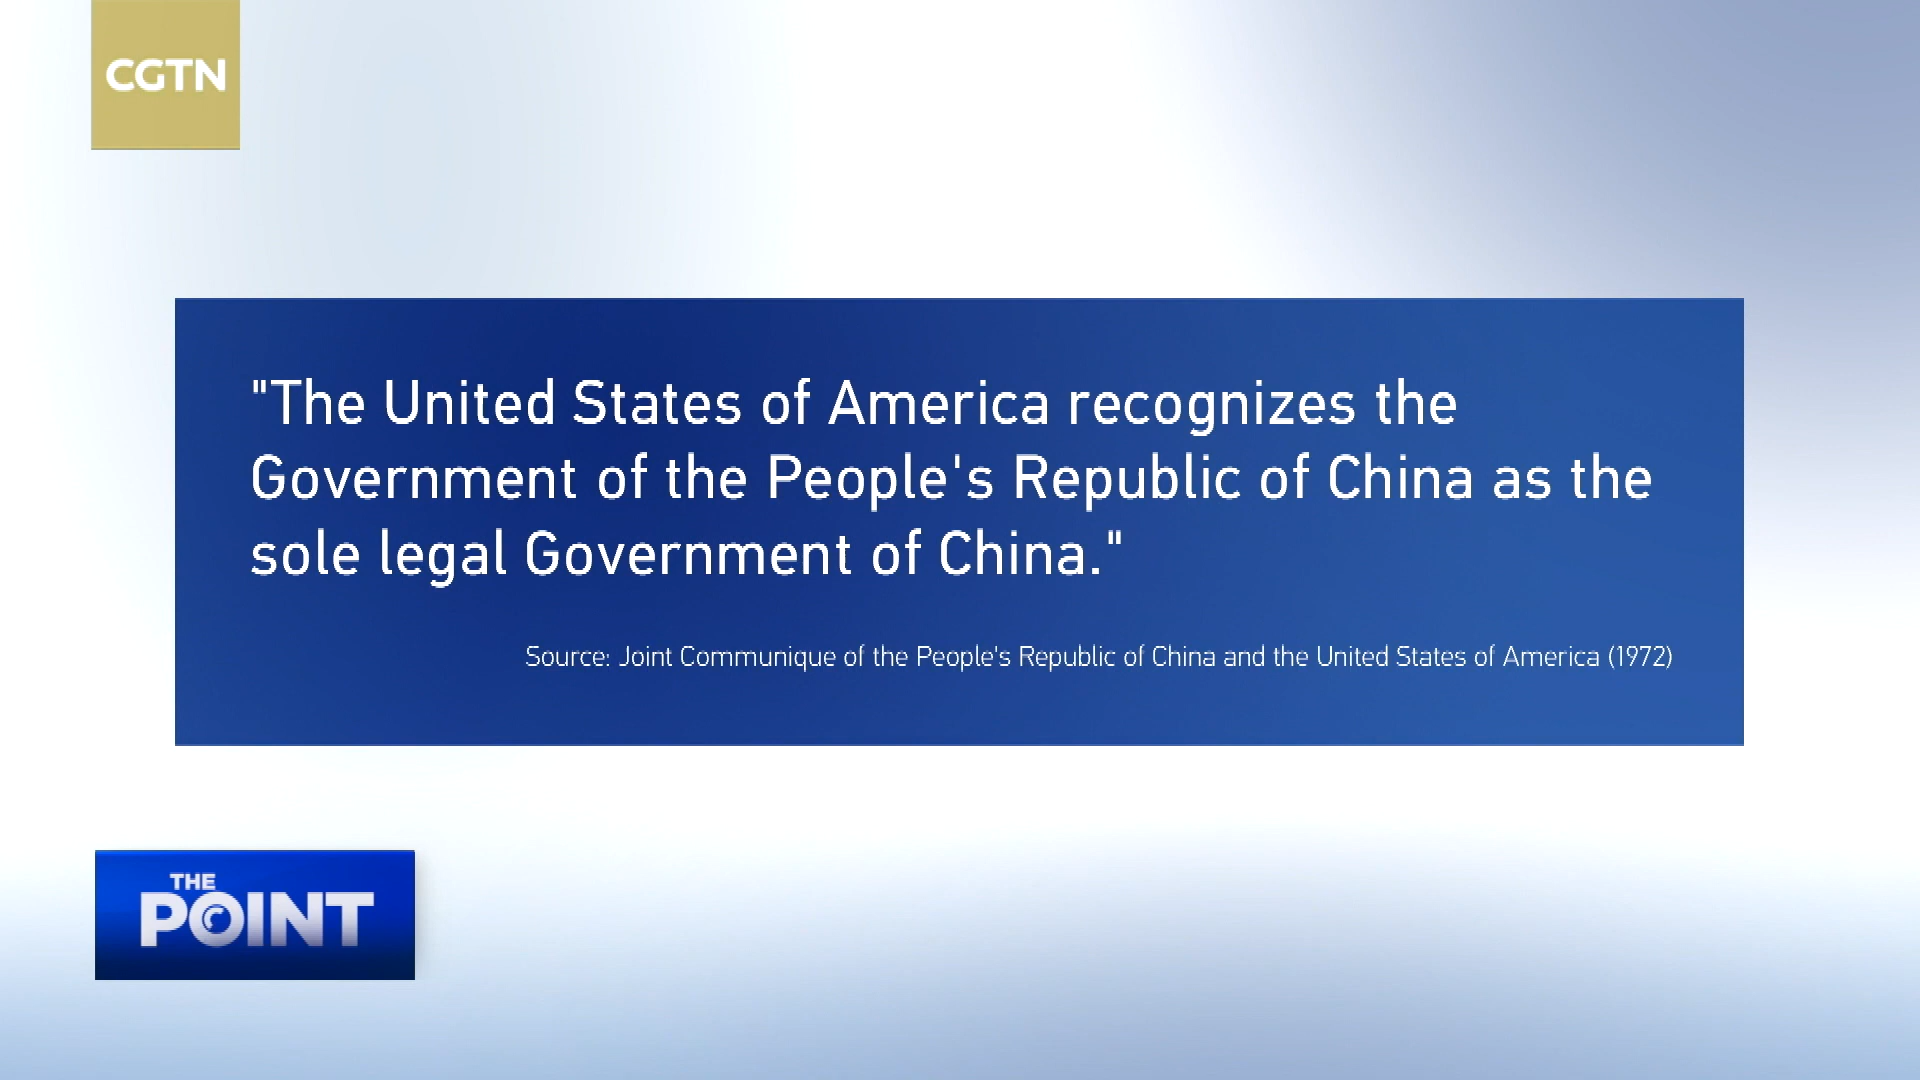 CGTN
"The United States of America recognizes the
Government of the People's Republic of China as the
sole legal Government of China."
Source: Joint Communique of the People's Republic of China and the United States of America (1972)
THE
POINT